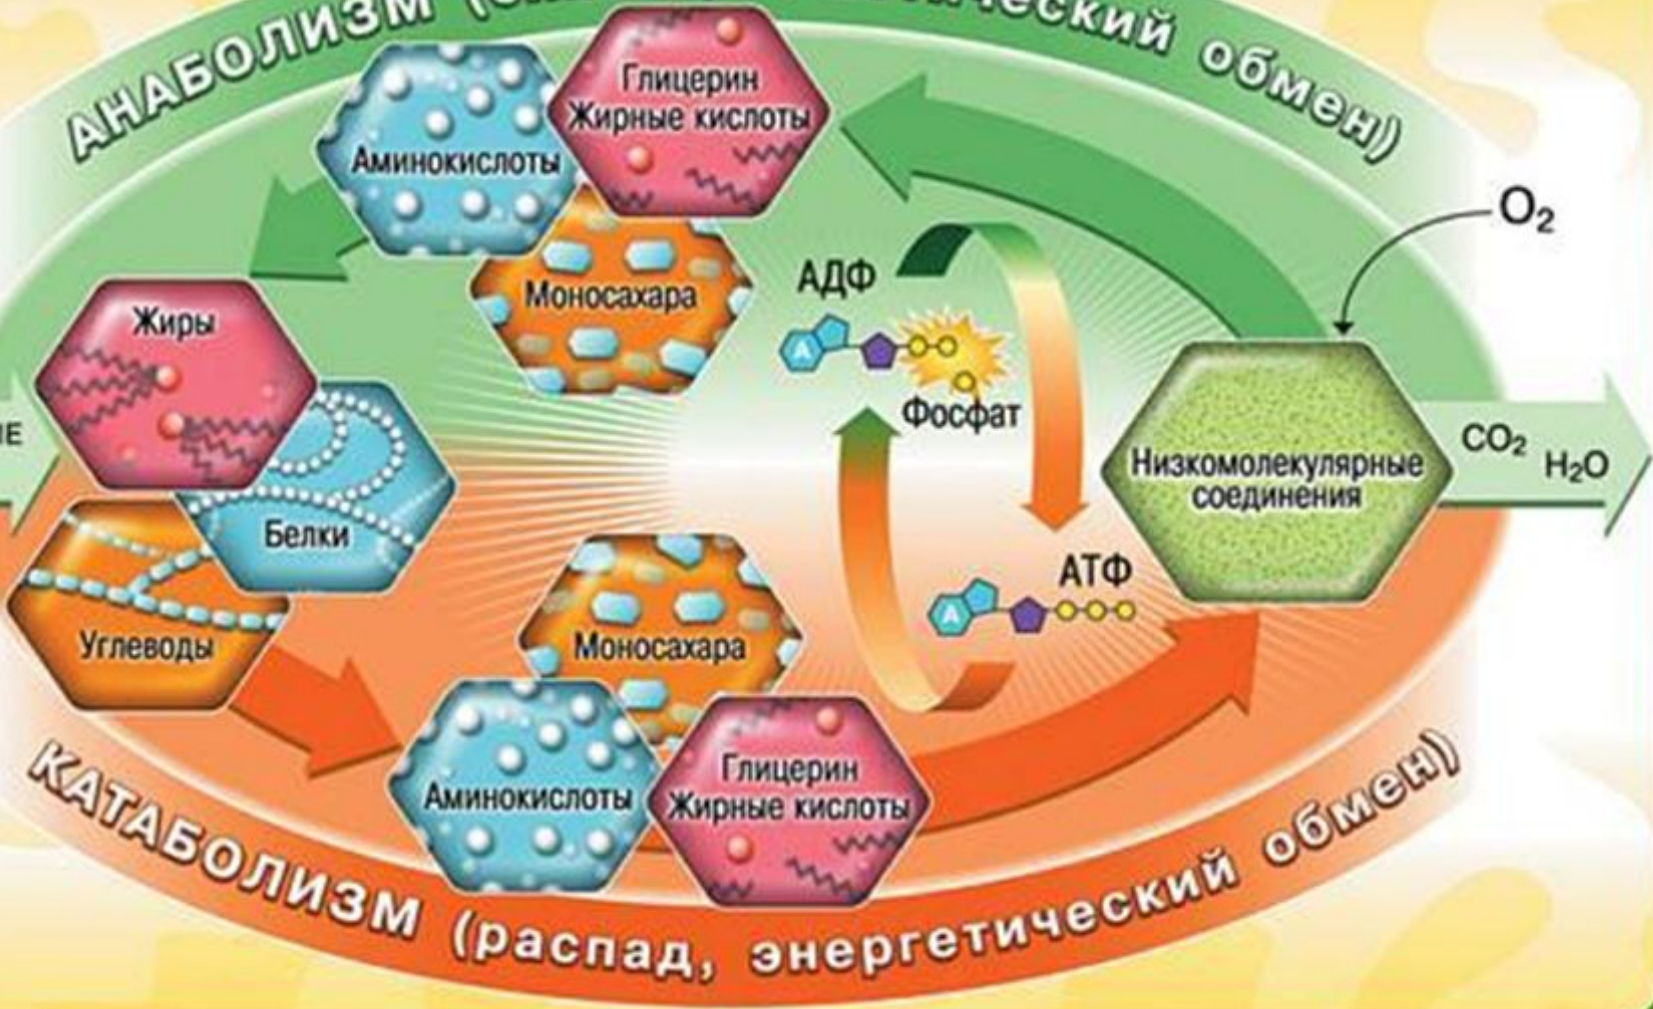 АНАБОЛИЗМ
обмен)
Глицерин
Жирные кислоты
Аминокислоты
Моносахара
O₂
АДФ
A
Фосфат
Жиры
Белки
Углеводы
Низкомолекулярные
соединения
CO₂
H₂O
АТФ
A
Моносахара
Аминокислоты
Глицерин
Жирные кислоты
КАТАБОЛИЗМ (распад, энергетический обмен)